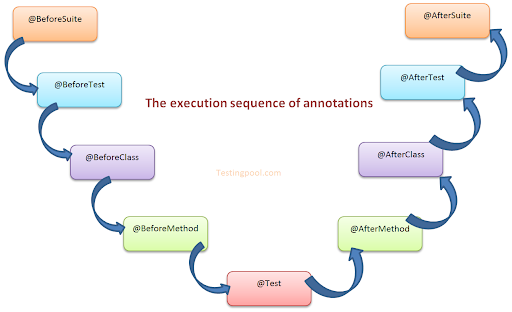 @BeforeSuite
@AfterSuite
@BeforeTest
@AfterTest
The execution sequence of annotations
@BeforeClass
@AfterClass
Testingpool.com
@BeforeMethod
@AfterMethod
@Test